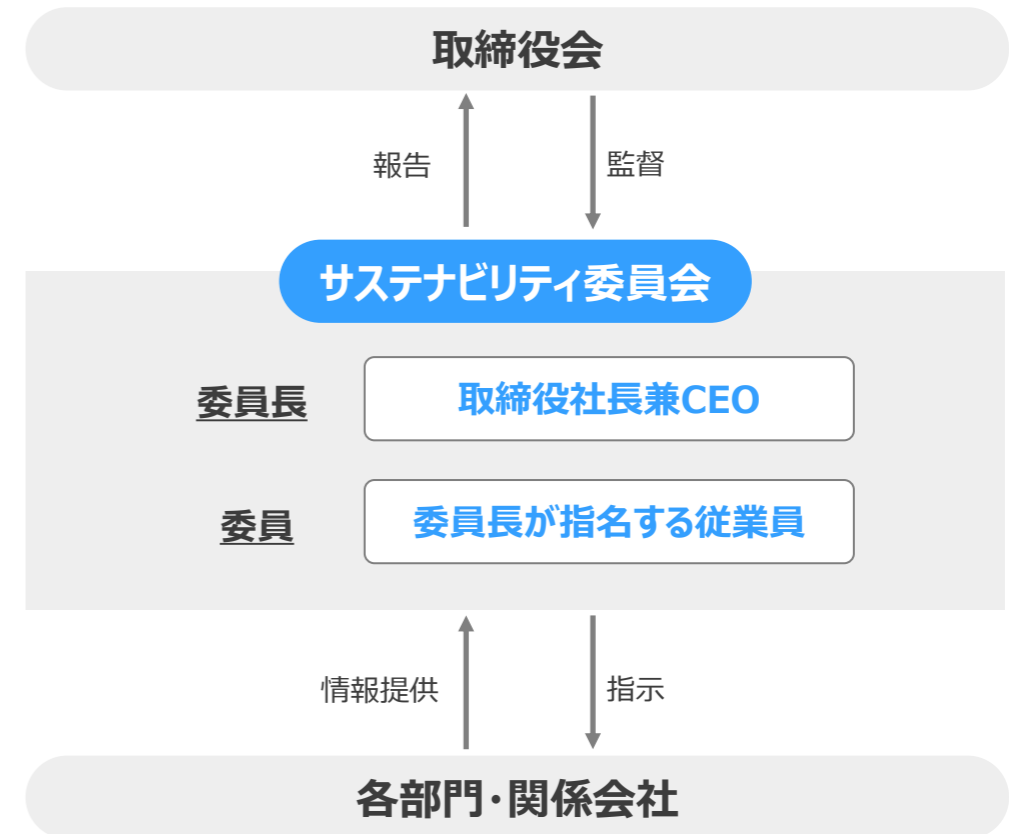 取締役会
報告
監督
サステナビリティ委員会
委員長
取締役社長兼CEO
委員
委員長が指名する従業員
情報提供
指示
各部門・関係会社